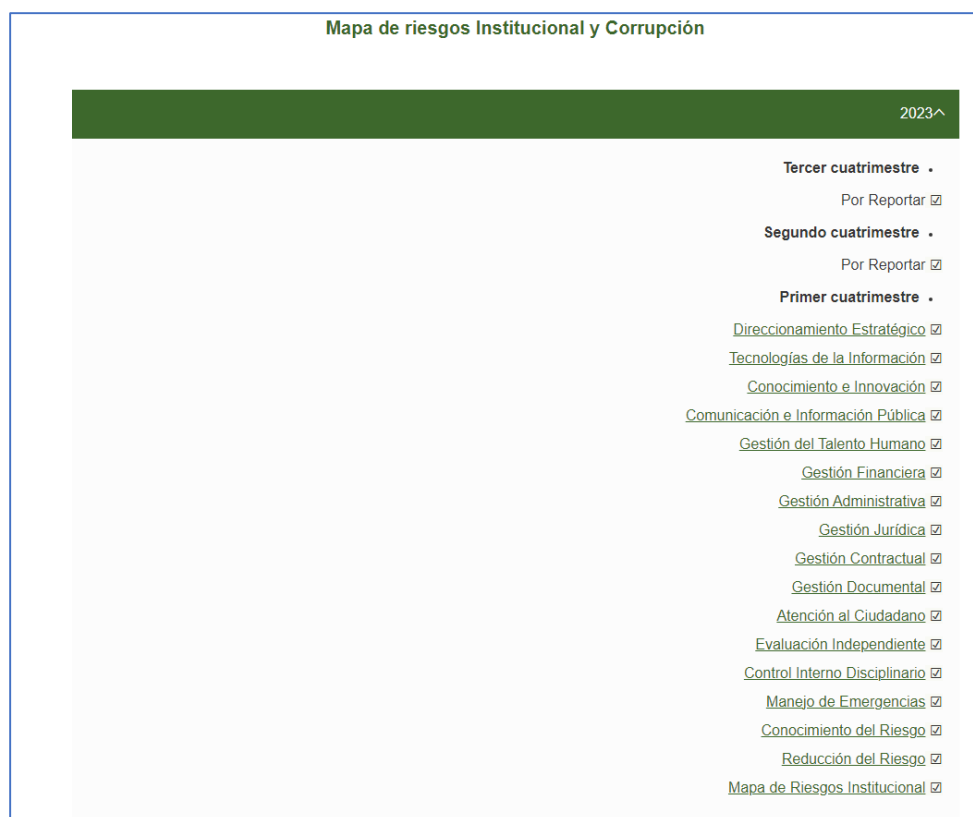 Mapa de riesgos Institucional y Corrupción
2023
Tercer cuatrimestre
Por Reportar ☑
Segundo cuatrimestre
Por Reportar ☑
Primer cuatrimestre
Direccionamiento Estratégico ☑
Tecnologías de la Información ☑
Conocimiento e Innovación ☑
Comunicación e Información Pública ☑
Gestión del Talento Humano ☑
Gestión Financiera ☑
Gestión Administrativa ☑
Gestión Jurídica ☑
Gestión Contractual ☑
Gestión Documental ☑
Atención al Ciudadano ☑
Evaluación Independiente ☑
Control Interno Disciplinario ☑
Manejo de Emergencias ☑
Conocimiento del Riesgo ☑
Reducción del Riesgo ☑
Mapa de Riesgos Institucional ☑